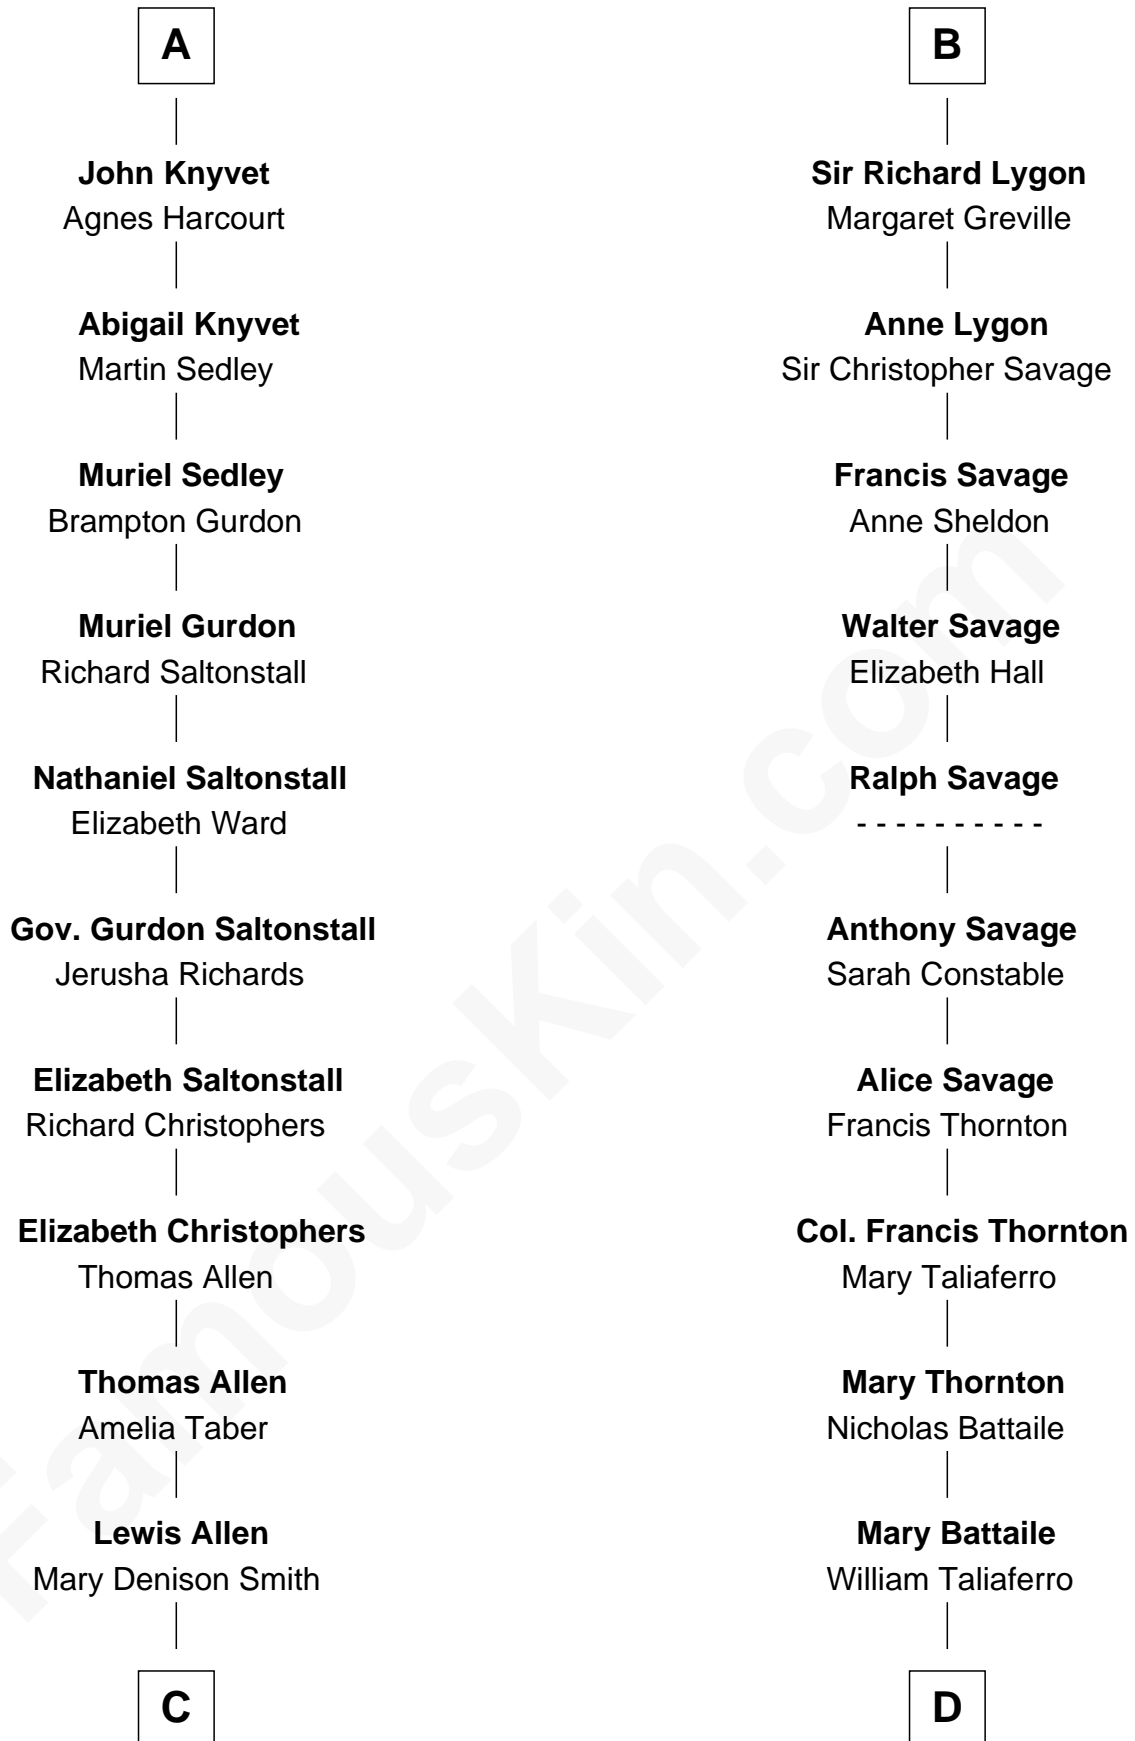 A
John Knyvet
Agnes Harcourt
Abigail Knyvet
Martin Sedley
Muriel Sedley
Brampton Gurdon
Muriel Gurdon
Richard Saltonstall
Nathaniel Saltonstall
Elizabeth Ward
Gov. Gurdon Saltonstall
Jerusha Richards
Elizabeth Saltonstall
Richard Christophers
Elizabeth Christophers
Thomas Allen
Thomas Allen
Amelia Taber
Lewis Allen
Mary Denison Smith
C
B
Sir Richard Lygon
Margaret Greville
Anne Lygon
Sir Christopher Savage
Francis Savage
Anne Sheldon
Walter Savage
Elizabeth Hall
Ralph Savage
- - - - - - - - - -
Anthony Savage
Sarah Constable
Alice Savage
Francis Thornton
Col. Francis Thornton
Mary Taliaferro
Mary Thornton
Nicholas Battaile
Mary Battaile
William Taliaferro
D
FamousKin.com